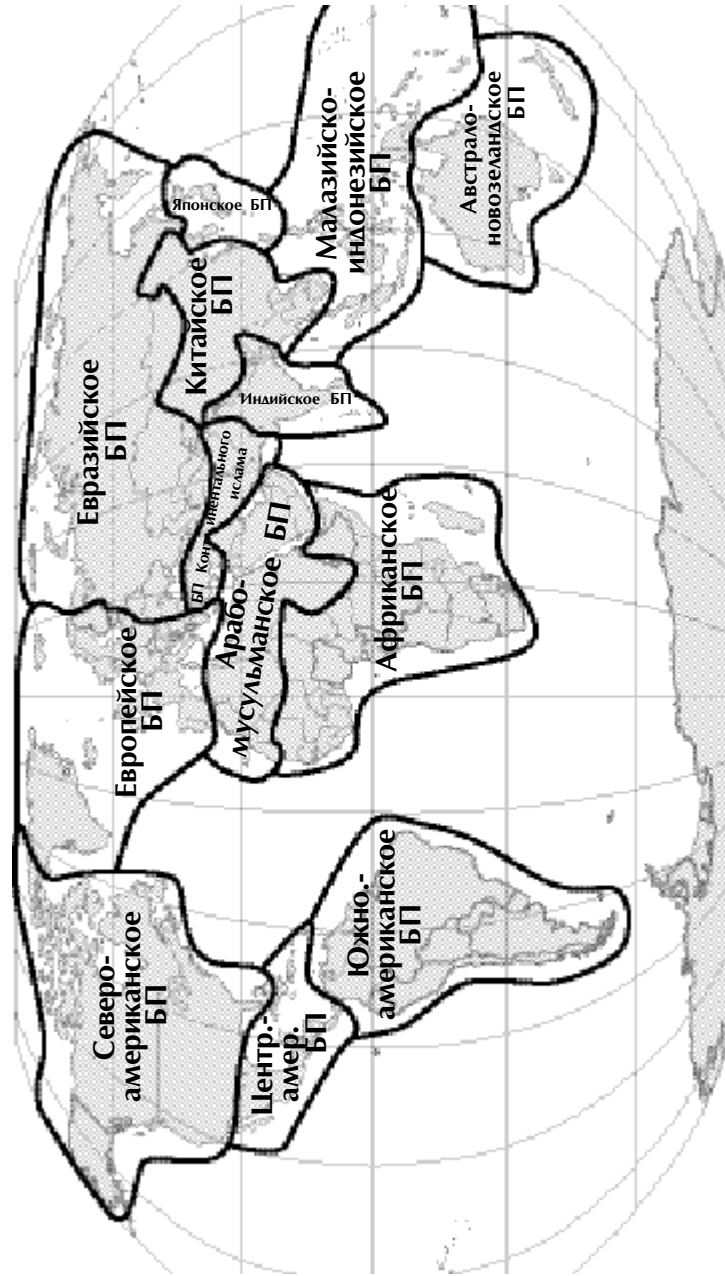 Северо-
американское
БП
Центр.-
амер.
БП
Южно.-
американское
БП
Европейское
БП
Евразийское
БП
БП Континентального
ислама
Арабо-
мусульманское БП
Африканское
БП
Китайское
БП
Индийское БП
Японское БП
Малазийско-
индонезийское
БП
Австрало-
новозеландское
БП